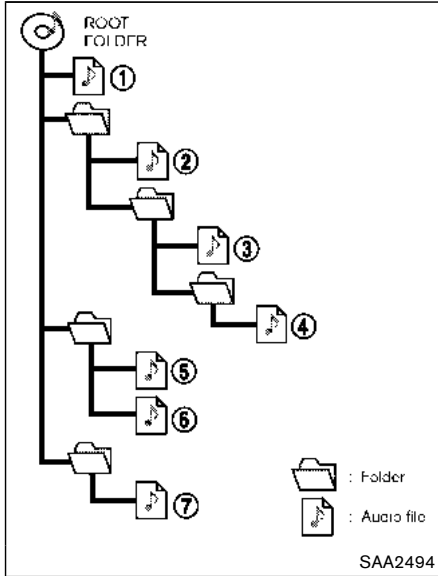 ROOT
FOLDER
1
2
3
4
5
6
7
: Folder
: Audio file
SAA2494